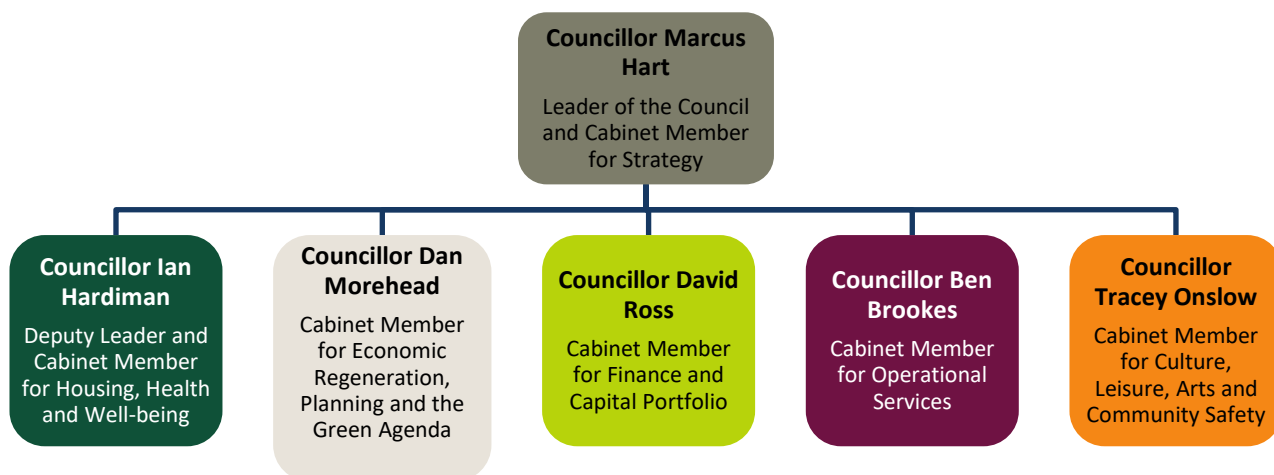 Councillor Marcus
Hart
Leader of the Council
and Cabinet Member
for Strategy
Councillor Ian
Hardiman
Deputy Leader and
Cabinet Member
for Housing, Health
and Well-being
Councillor Dan
Morehead
Cabinet Member
for Economic
Regeneration,
Planning and the
Green Agenda
Councillor David
Ross
Cabinet Member
for Finance and
Capital Portfolio
Councillor Ben
Brookes
Cabinet Member
for Operational
Services
Councillor
Tracey Onslow
Cabinet Member
for Culture,
Leisure, Arts and
Community Safety